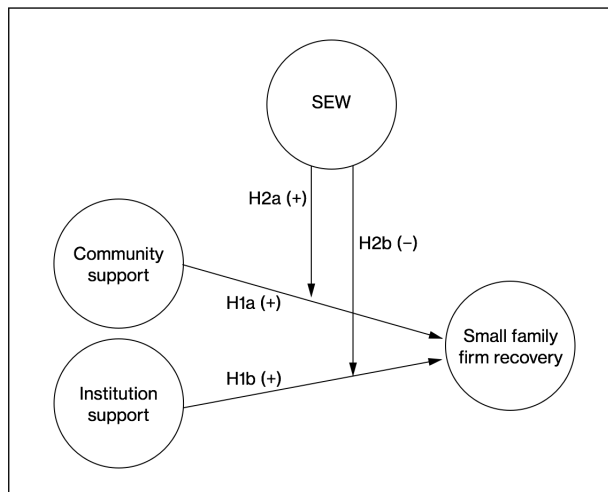 SEW
H2a (+)
H2b (−)
Community
support
H1a (+)
Small family
firm recovery
H1b (+)
Institution
support